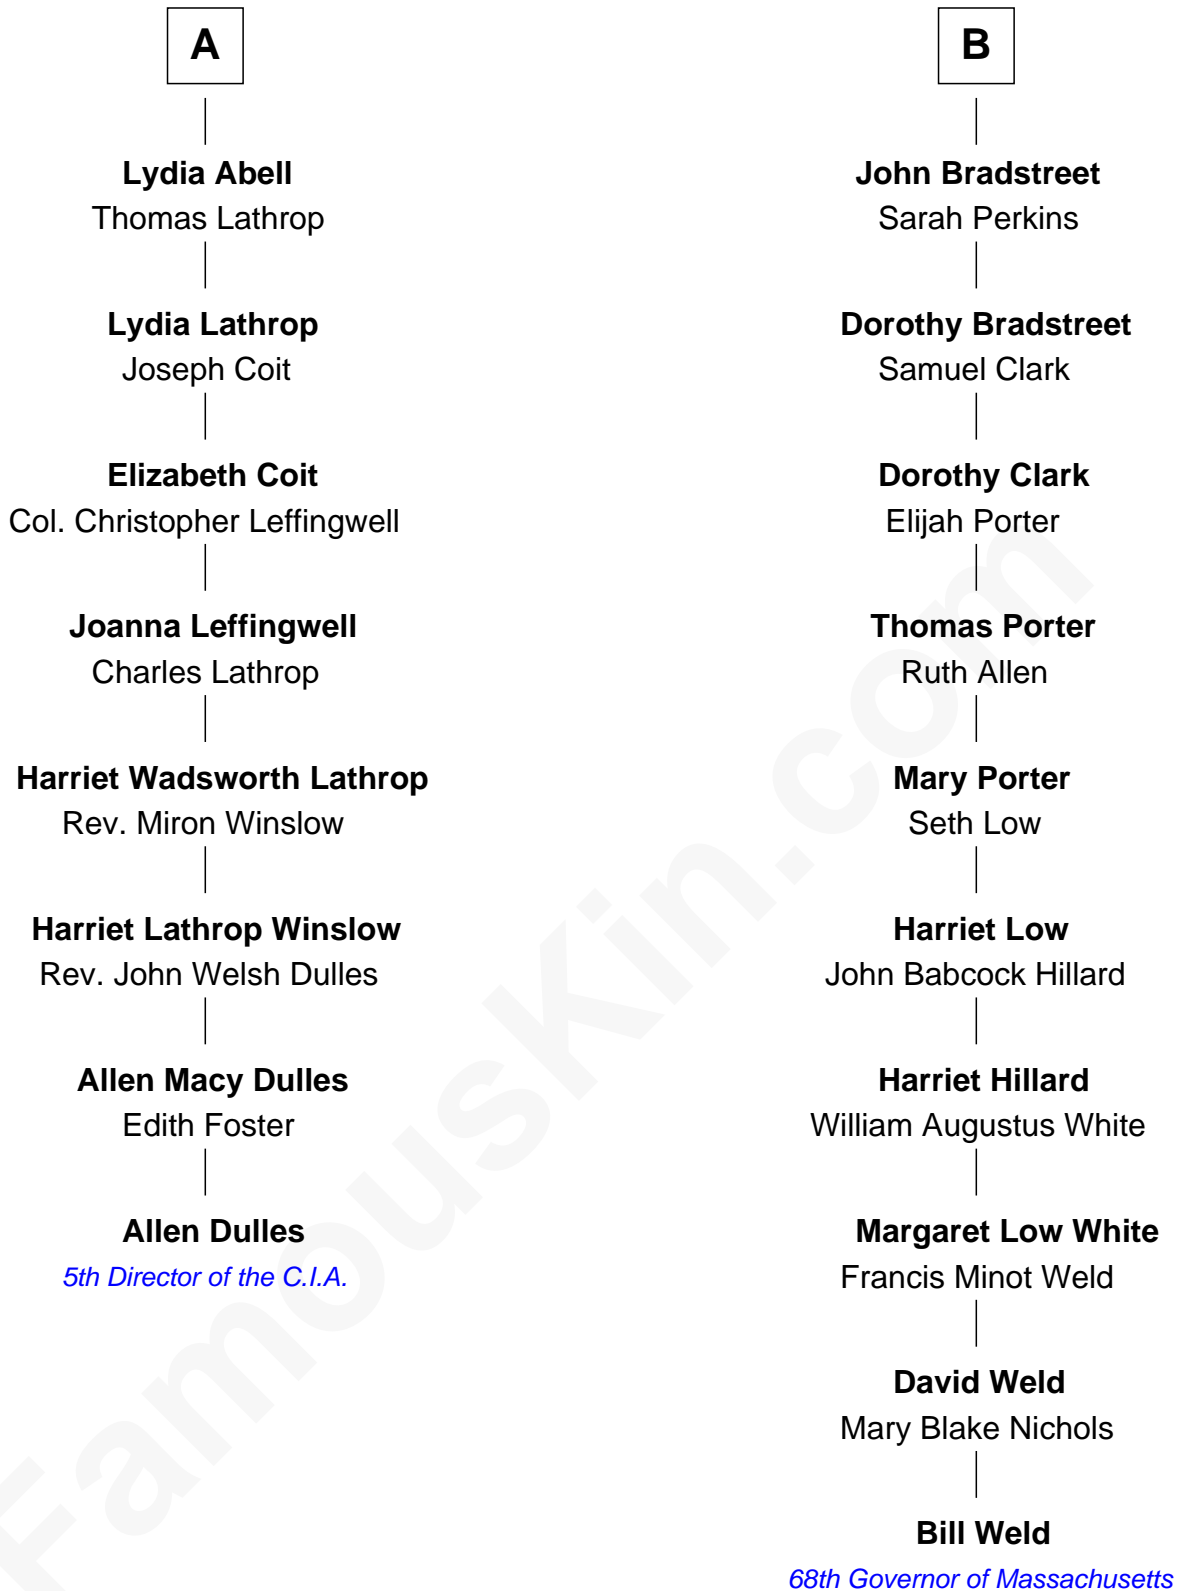 A
Lydia Abell
Thomas Lathrop
Lydia Lathrop
Joseph Coit
Elizabeth Coit
Col. Christopher Leffingwell
Joanna Leffingwell
Charles Lathrop
Harriet Wadsworth Lathrop
Rev. Miron Winslow
Harriet Lathrop Winslow
Rev. John Welsh Dulles
Allen Macy Dulles
Edith Foster
Allen Dulles
5th Director of the C.I.A.
B
John Bradstreet
Sarah Perkins
Dorothy Bradstreet
Samuel Clark
Dorothy Clark
Elijah Porter
Thomas Porter
Ruth Allen
Mary Porter
Seth Low
Harriet Low
John Babcock Hillard
Harriet Hillard
William Augustus White
Margaret Low White
Francis Minot Weld
David Weld
Mary Blake Nichols
Bill Weld
68th Governor of Massachusetts
FamousKin.com